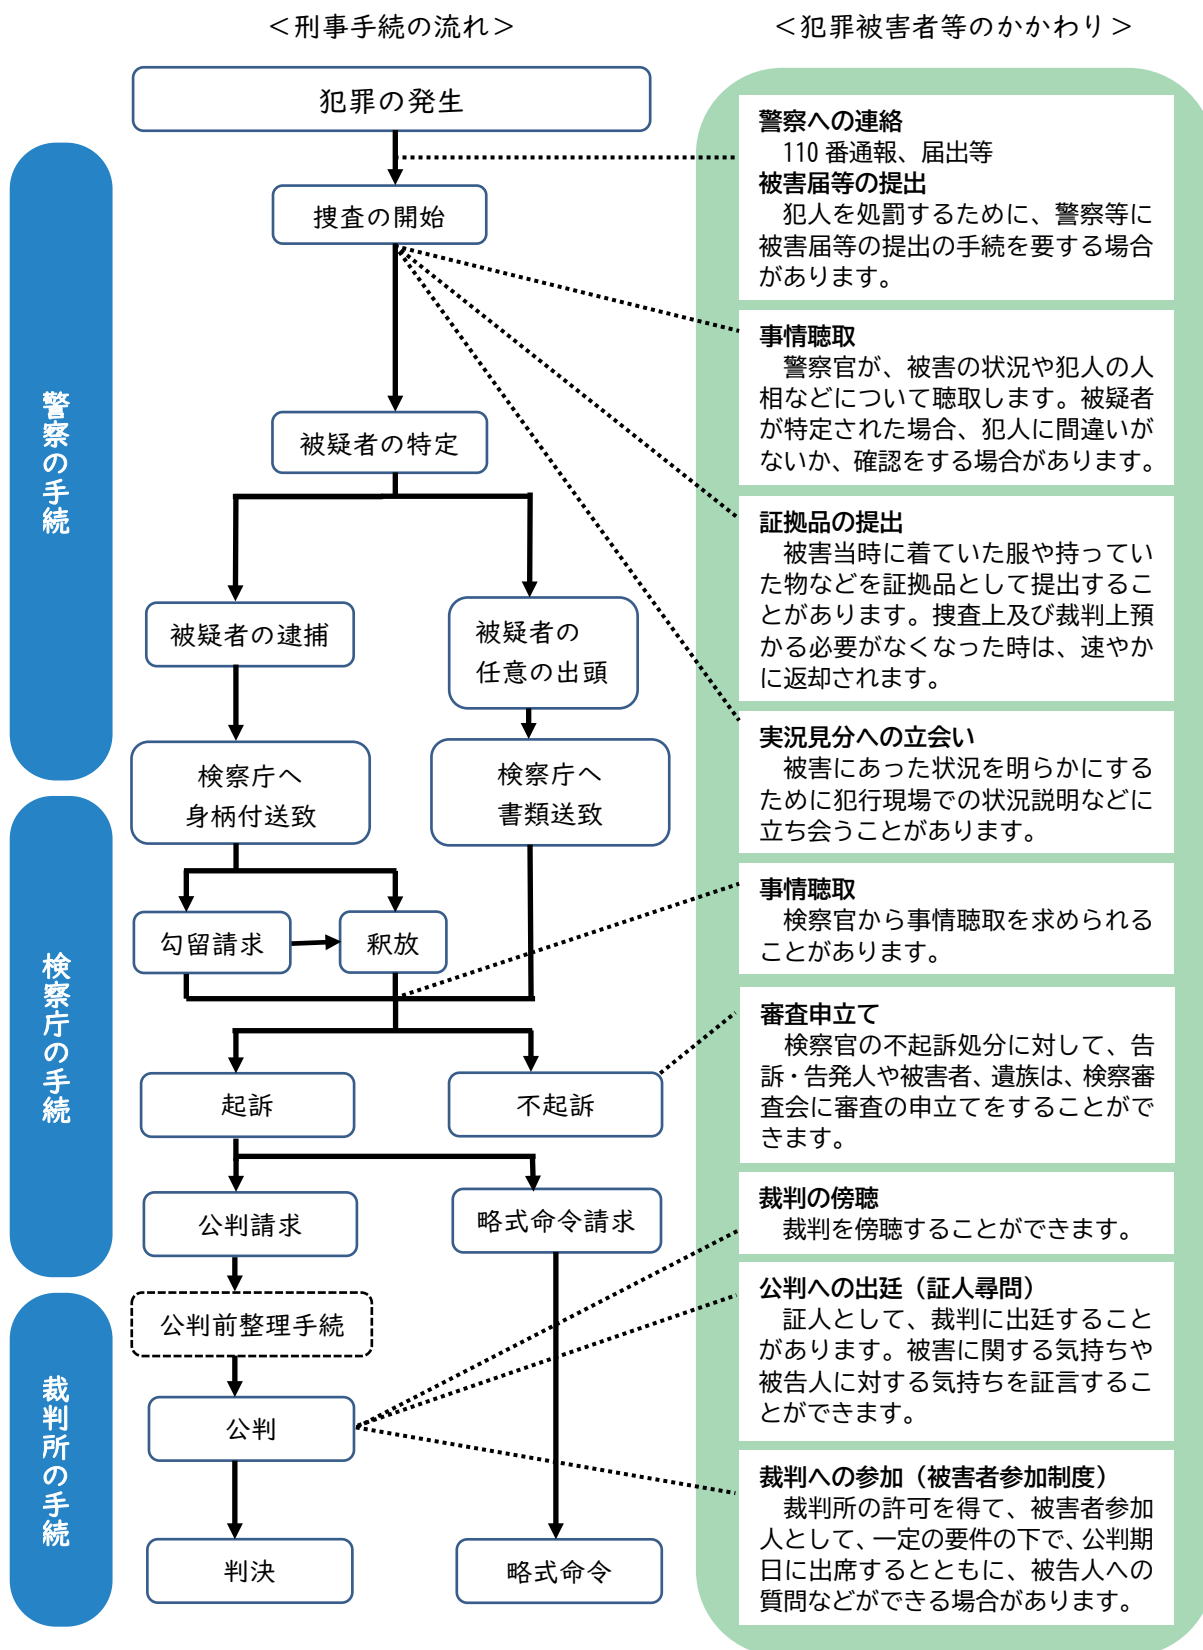 ＜刑事手続の流れ＞
＜犯罪被害者等のかかわり＞
警察の手続
検察庁の手続
裁判所の手続
犯罪の発生
捜査の開始
被疑者の特定
被疑者の逮捕
被疑者の
任意の出頭
検察庁へ
身柄付送致
検察庁へ
書類送致
勾留請求
釈放
起訴
不起訴
公判請求
略式命令請求
公判前整理手続
公判
判決
略式命令
警察への連絡
110番通報、届出等
被害届等の提出
犯人を処罰するために、警察等に
被害届等の提出の手続を要する場合
があります。
事情聴取
警察官が、被害の状況や犯人の人
相などについて聴取します。被疑者
が特定された場合、犯人に間違いが
ないか、確認をする場合があります。
証拠品の提出
被害当時に着ていた服や持ってい
た物などを証拠品として提出するこ
とがあります。捜査上及び裁判上預
かる必要がなくなった時は、速やか
に返却されます。
実況見分への立会い
被害にあった状況を明らかにする
ために犯行現場での状況説明などに
立ち会うことがあります。
事情聴取
検察官から事情聴取を求められる
ことがあります。
審査申立て
検察官の不起訴処分に対して、告
訴・告発人や被害者、遺族は、検察審
査会に審査の申立てをすることがで
きます。
裁判の傍聴
裁判を傍聴することができます。
公判への出廷（証人尋問）
証人として、裁判に出廷すること
があります。被害に関する気持ちや
被告人に対する気持ちを証言するこ
とができます。
裁判への参加（被害者参加制度）
裁判所の許可を得て、被害者参加
人として、一定の要件の下で、公判期
日に出席するとともに、被告人への
質問などができる場合があります。